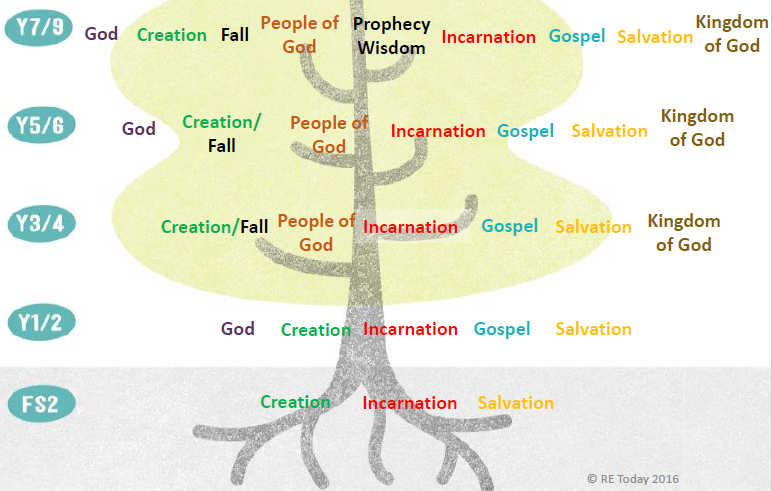 Y7/9 God Creation Fall People of God Prophecy Wisdom Incarnation Gospel Salvation Kingdom of God
Y5/6 God Creation/ Fall People of God Incarnation Gospel Salvation Kingdom of God
Y3/4 Creation/Fall People of God Incarnation Gospel Salvation Kingdom of God
Y1/2 God Creation Incarnation Gospel Salvation
FS2 Creation Incarnation Salvation
© RE Today 2016